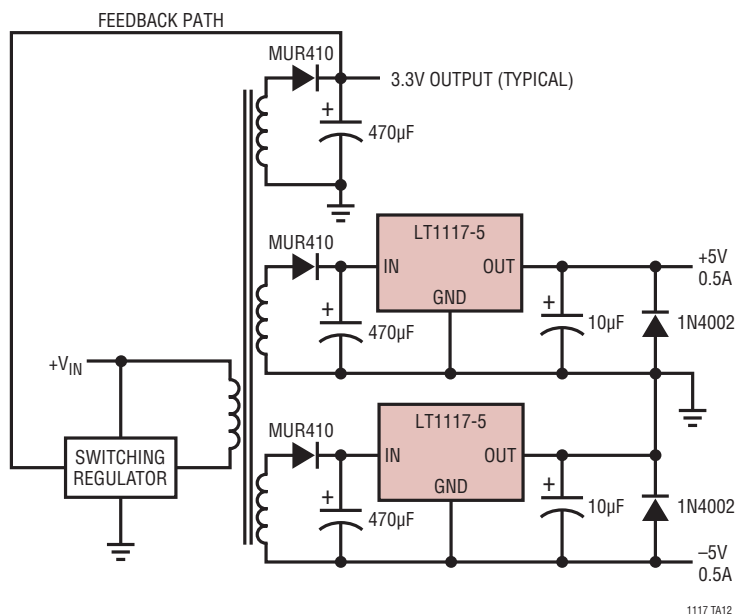 FEEDBACK PATH
MUR410
3.3V OUTPUT (TYPICAL)
+
470µF
MUR410
LT1117-5
IN
OUT
GND
+
470µF
+
10µF
1N4002
+5V
0.5A
+VIN
SWITCHING
REGULATOR
MUR410
LT1117-5
IN
OUT
GND
+
470µF
+
10µF
1N4002
–5V
0.5A
1117 TA12